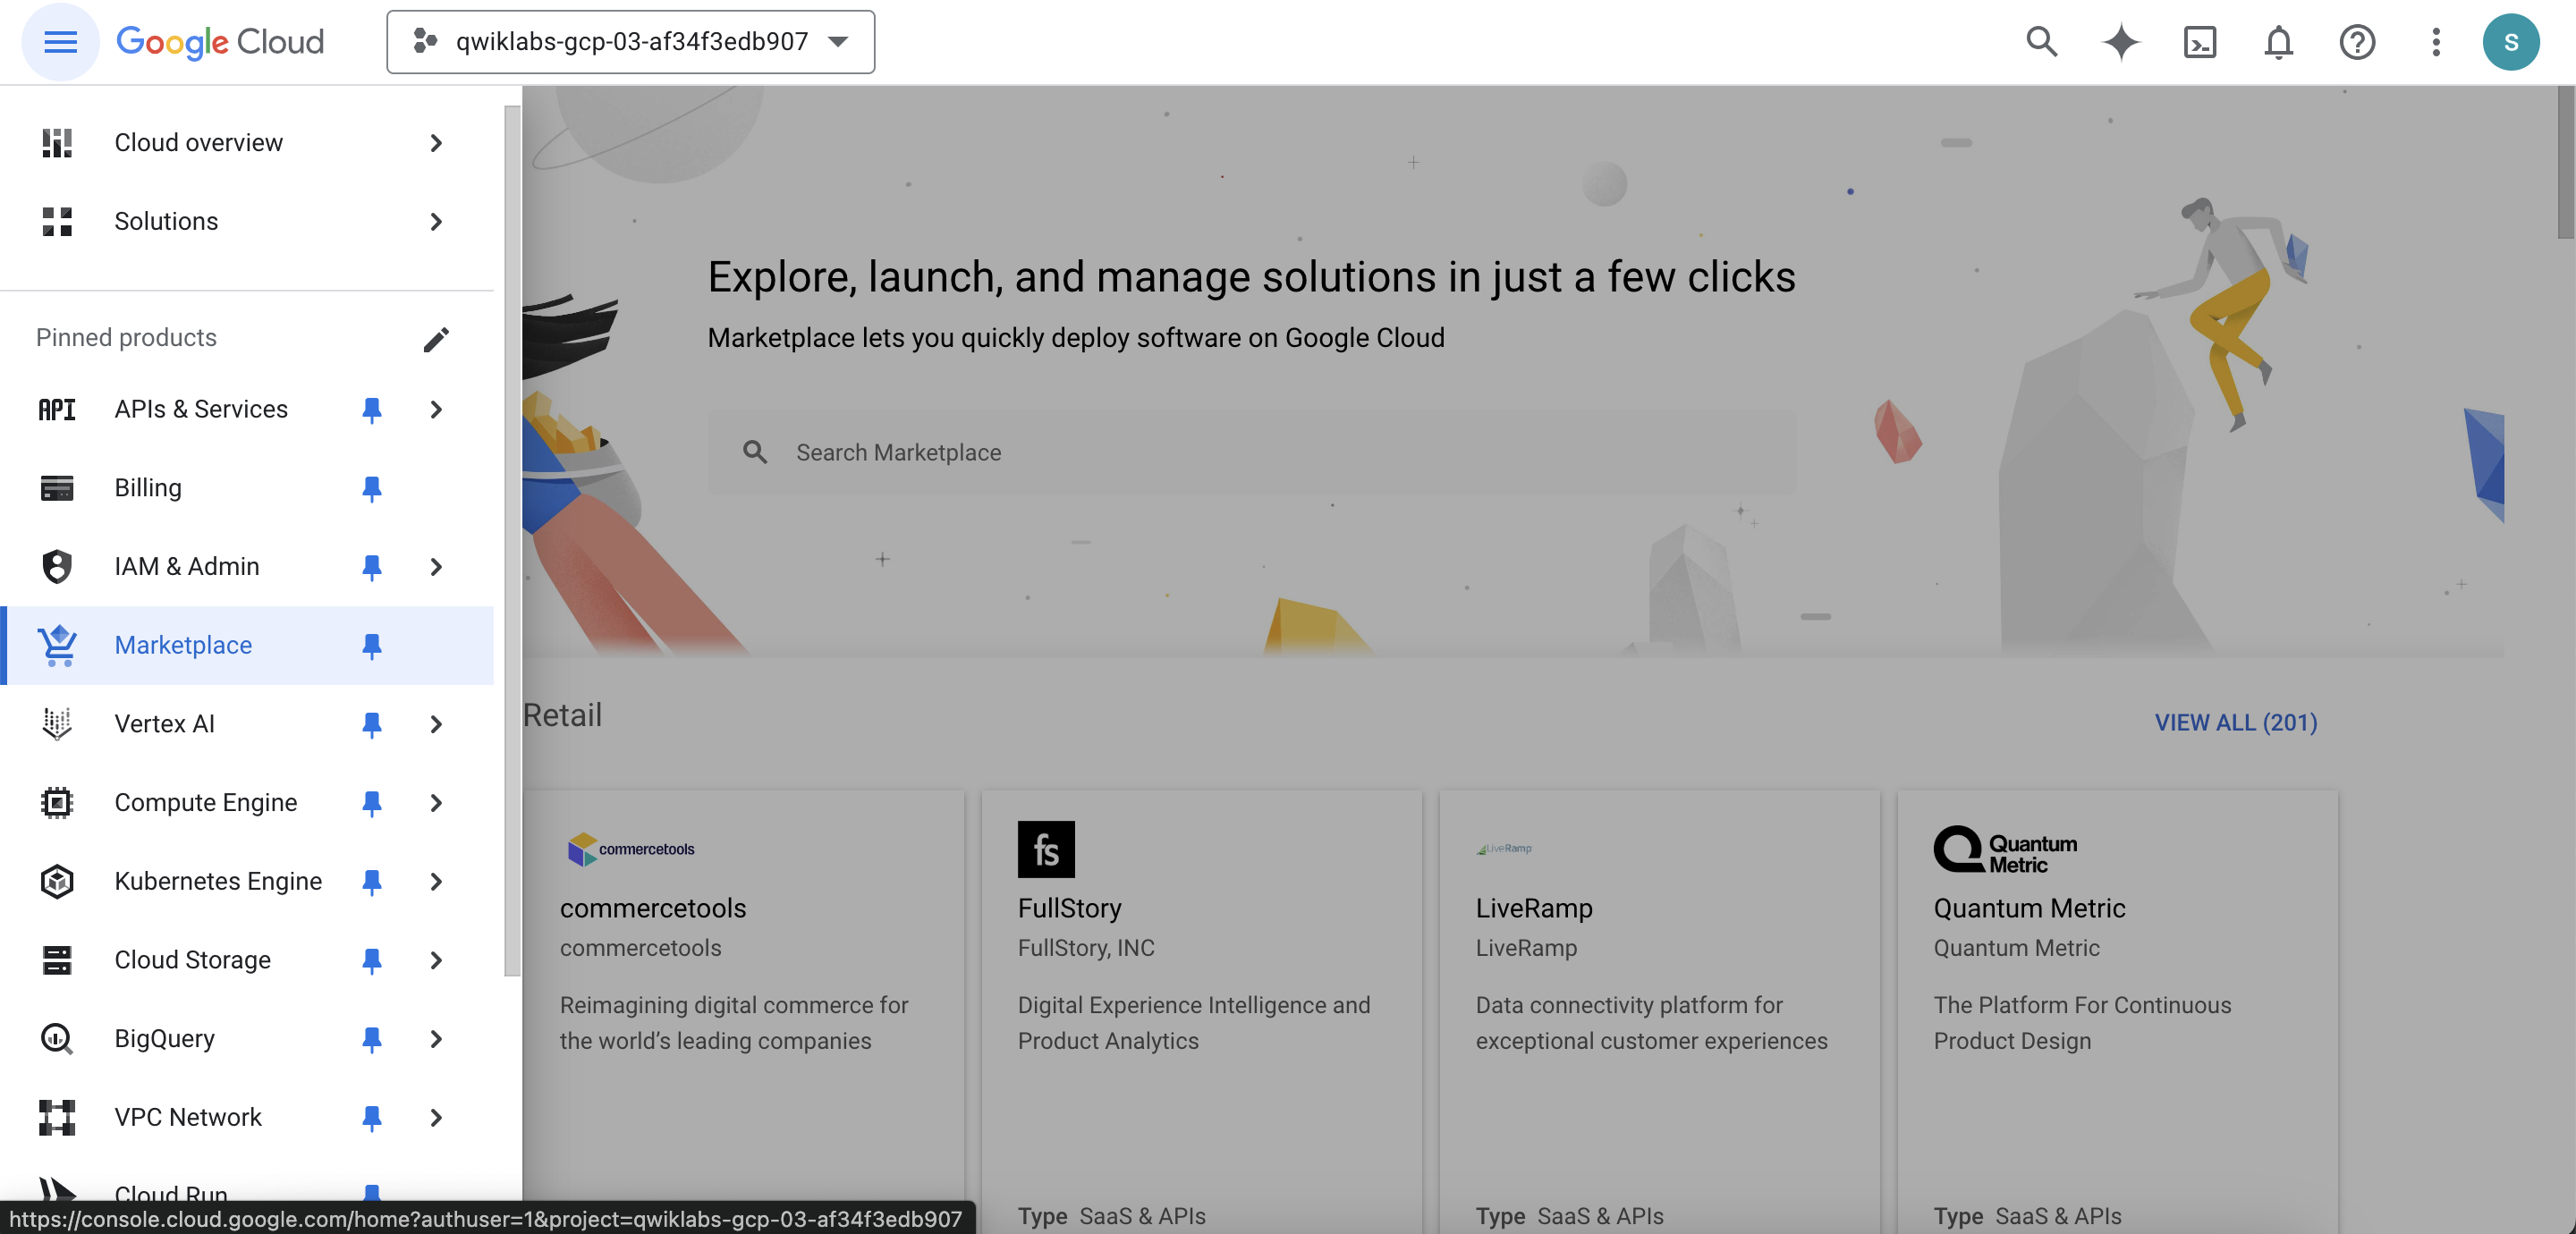 Google Cloud
qwiklabs-gcp-03-af34f3edb907
S
Cloud overview
Solutions
Pinned products
API
APIs & Services
Billing
IAM & Admin
Marketplace
Vertex AI
Compute Engine
Kubernetes Engine
Cloud Storage
BigQuery
VPC Network
Cloud Run
https://console.cloud.google.com/home?authuser=1&project=qwiklabs-gcp-03-af34f3edb907
Explore, launch, and manage solutions in just a few clicks
Marketplace lets you quickly deploy software on Google Cloud
Search Marketplace
Retail
VIEW ALL (201)
commercetools
commercetools
commercetools
Reimagining digital commerce for
the world's leading companies
fs
FullStory
FullStory, INC
Digital Experience Intelligence and
Product Analytics
Type SaaS & APIs
LiveRamp
LiveRamp
LiveRamp
Data connectivity platform for
exceptional customer experiences
Type SaaS & APIs
Quantum
Metric
Quantum Metric
Quantum Metric
The Platform For Continuous
Product Design
Type SaaS & APIs